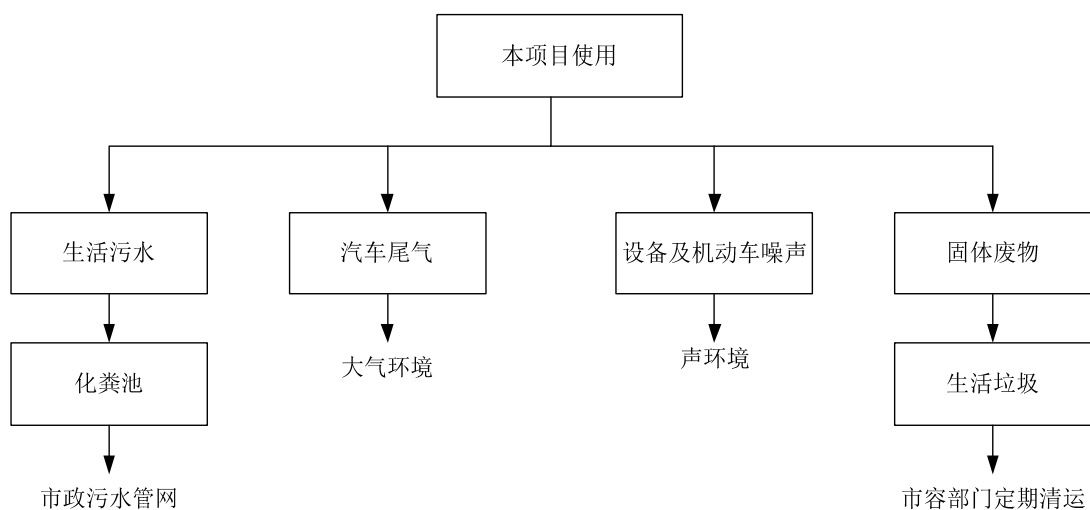 本项目使用
生活污水
汽车尾气
设备及机动车噪声
固体废物
化粪池
大气环境
声环境
生活垃圾
市政污水管网
市容部门定期清运